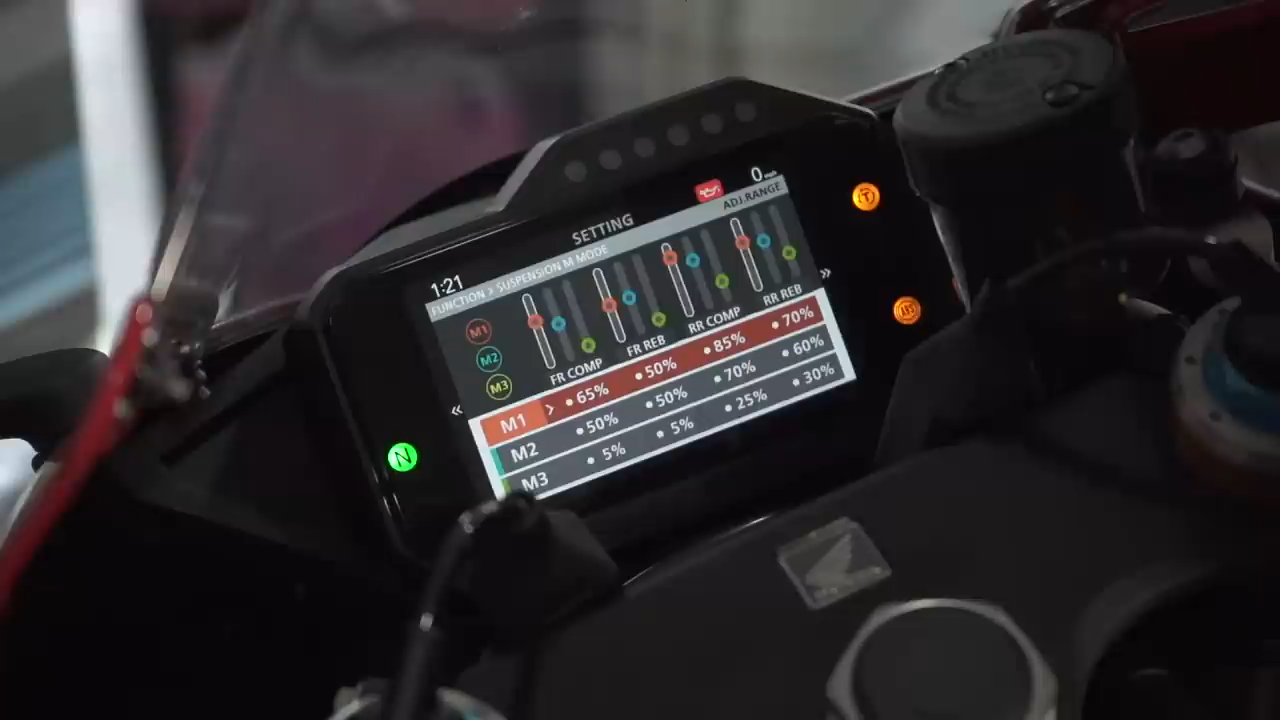 0 mph
SETTING
1:21
FUNCTION > SUSPENSION M MODE ADJ.RANGE
M1
M2
M3
FR COMP FR REB RR COMP RR REB
M1 > •65% •50% •85% •70%
M2 •50% •50% •70% •60%
M3 •5% •5% •25% •30%
N
T